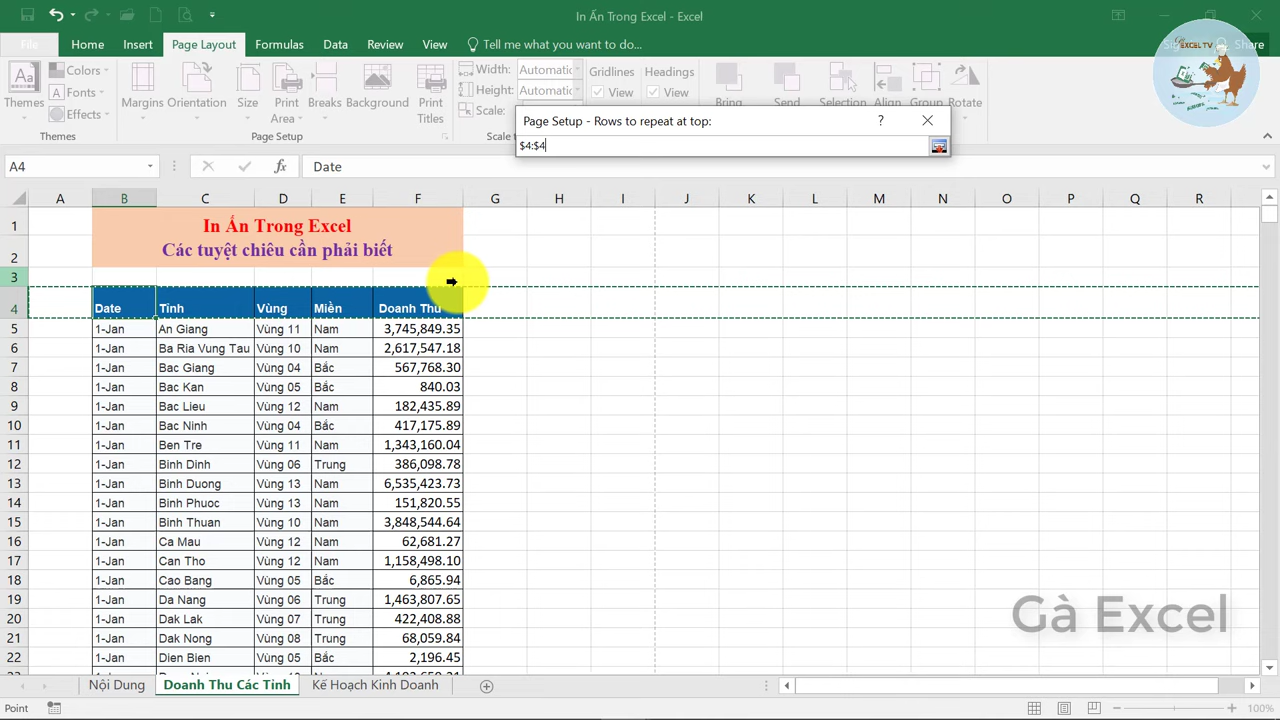 In Ấn Trong Excel - Excel
File Home Insert Page Layout Formulas Data Review View Tell me what you want to do... Share
EXCEL TV
Themes Colors Fonts Effects Margins Orientation Size Print Area Breaks Background Print Titles Width: Automatic Height: Automatic Scale: Gridlines View Headings View Bring Send Selection Align Group Rotate
Themes Page Setup Scale
Page Setup - Rows to repeat at top:
$4:$4
A4 fx Date
A B C D E F G H I J K L M N O P Q R
1 In Ấn Trong Excel
2 Các tuyệt chiêu cần phải biết
3
4 Date Tỉnh Vùng Miền Doanh Thu
5 1-Jan An Giang Vùng 11 Nam 3,745,849.35
6 1-Jan Ba Ria Vung Tau Vùng 10 Nam 2,617,547.18
7 1-Jan Bac Giang Vùng 04 Bắc 567,768.30
8 1-Jan Bac Kan Vùng 05 Bắc 840.03
9 1-Jan Bac Lieu Vùng 12 Nam 182,435.89
10 1-Jan Bac Ninh Vùng 04 Bắc 417,175.89
11 1-Jan Ben Tre Vùng 11 Nam 1,343,160.04
12 1-Jan Binh Dinh Vùng 06 Trung 386,098.78
13 1-Jan Binh Duong Vùng 13 Nam 6,535,423.73
14 1-Jan Binh Phuoc Vùng 13 Nam 151,820.55
15 1-Jan Binh Thuan Vùng 10 Nam 3,848,544.64
16 1-Jan Ca Mau Vùng 12 Nam 62,681.27
17 1-Jan Can Tho Vùng 12 Nam 1,158,498.10
18 1-Jan Cao Bang Vùng 05 Bắc 6,865.94
19 1-Jan Da Nang Vùng 06 Trung 1,463,807.65
20 1-Jan Dak Lak Vùng 07 Trung 422,408.88
21 1-Jan Dak Nong Vùng 08 Trung 68,059.84
22 1-Jan Dien Bien Vùng 05 Bắc 2,196.45
Gà Excel
Nội Dung Doanh Thu Các Tỉnh Kế Hoạch Kinh Doanh
Point 100%